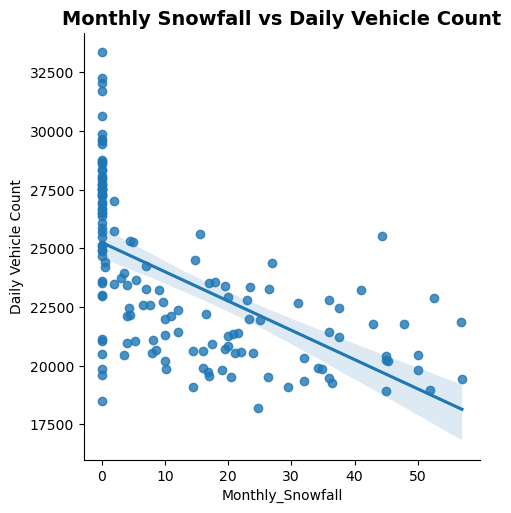 Monthly Snowfall vs Daily Vehicle Count
32500
30000
27500
25000
22500
20000
17500
Daily Vehicle Count
0 10 20 30 40 50
Monthly_Snowfall